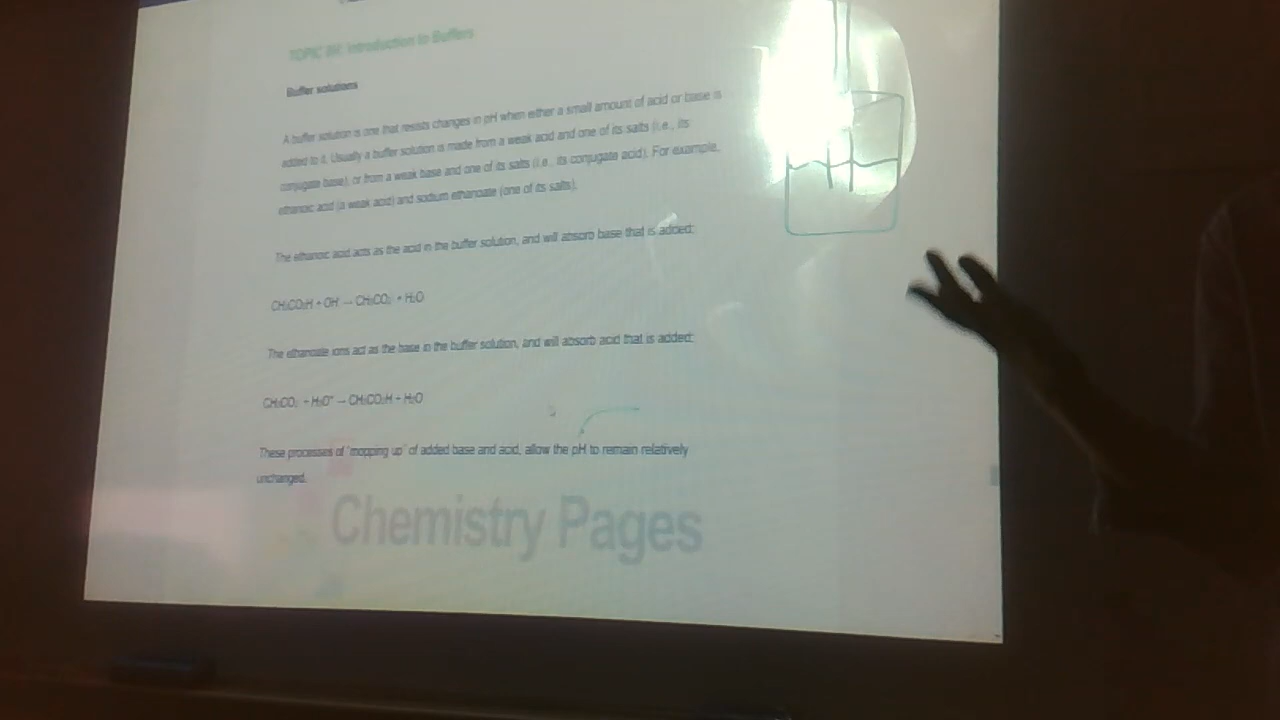 Introduction to Buffers
Buffer solutions
A buffer solution is one that resists changes in pH when either a small amount of acid or base is
added to it. Usually a buffer solution is made from a weak acid and one of its salts (i.e., its
conjugate base), or from a weak base and one of its salts (i.e. its conjugate acid). For example,
ethanoic acid (a weak acid) and sodium ethanoate (one of its salts).
The ethanoic acid acts as the acid in the buffer solution, and will absorb base that is added:
CH₃CO₂H + OH⁻ → CH₃CO₂⁻ + H₂O
The ethanoate ions act as the base in the buffer solution, and will absorb acid that is added:
CH₃CO₂⁻ + H₃O⁺ → CH₃CO₂H + H₂O
These processes of "mopping up" of added base and acid, allow the pH to remain relatively
unchanged.
Chemistry Pages